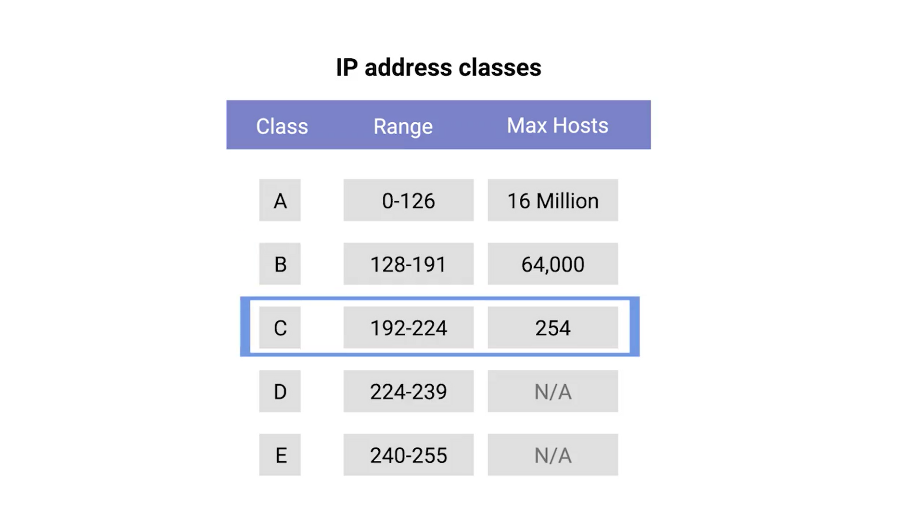 IP address classes
Class Range Max Hosts
A 0-126 16 Million
B 128-191 64,000
C 192-224 254
D 224-239 N/A
E 240-255 N/A